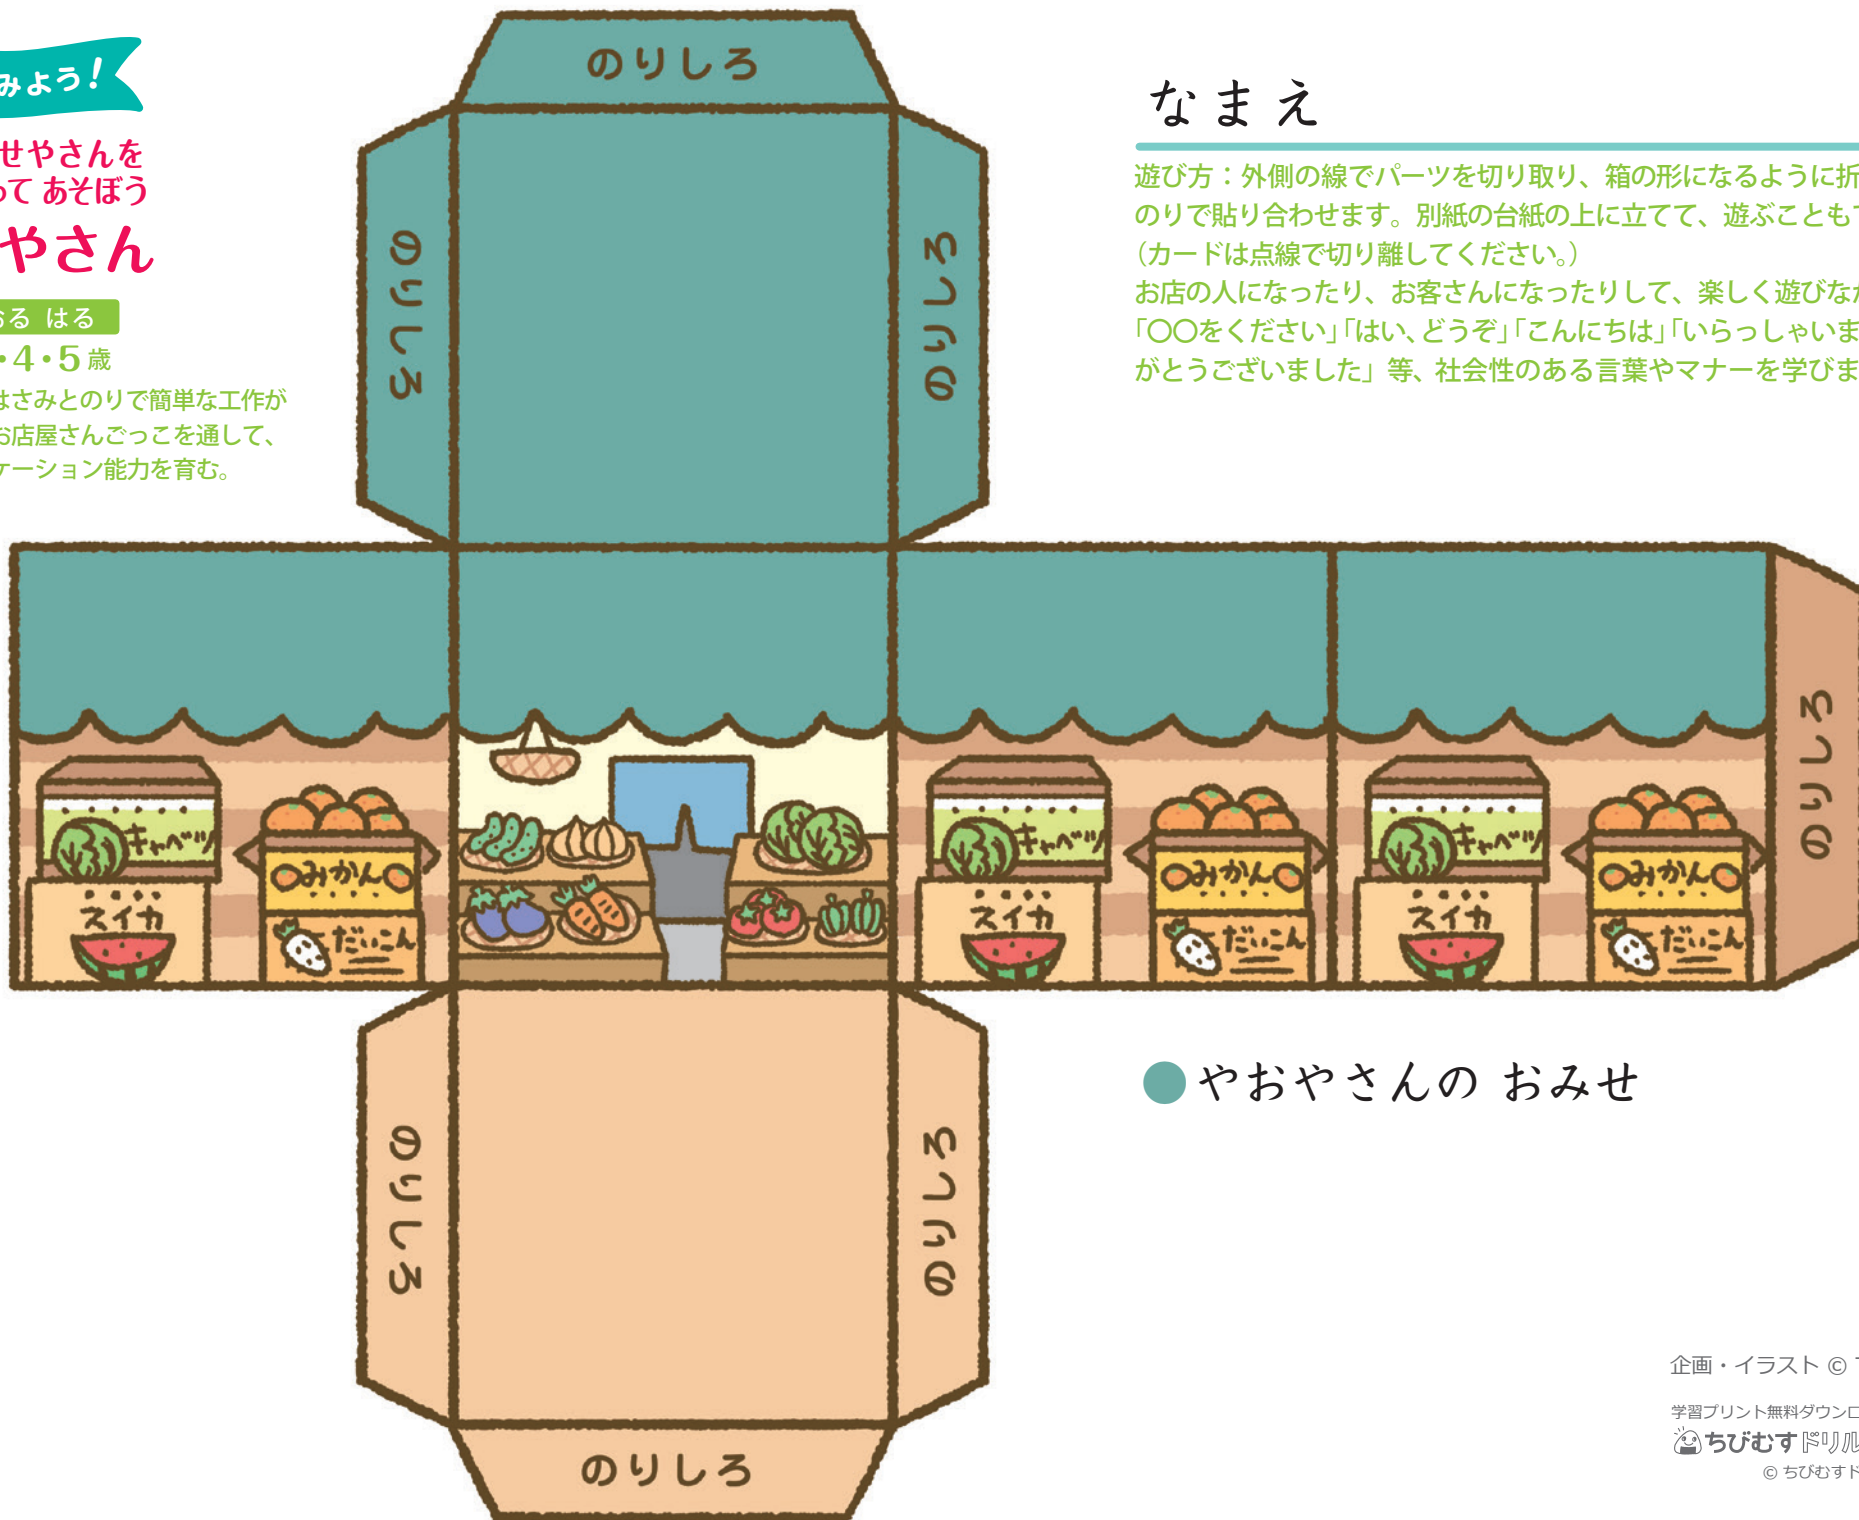 みよう！
せやさんを
って あそぼう
やさん
おる はる
・4・5歳
はさみとのりで簡単な工作が
お店屋さんごっこを通して、
ケーション能力を育む。
なまえ
遊び方：外側の線でパーツを切り取り、箱の形になるように折
のりで貼り合わせます。別紙の台紙の上に立てて、遊ぶことも
（カードは点線で切り離してください。）
お店の人になったり、お客さんになったりして、楽しく遊びなが
「〇〇をください」「はい、どうぞ」「こんにちは」「いらっしゃいま
がとうございました」等、社会性のある言葉やマナーを学びま
のりしろ
のりしろ
のりしろ
キャベツ
みかん
スイカ
だいこん
キャベツ
みかん
スイカ
だいこん
キャベツ
みかん
スイカ
だいこん
のりしろ
のりしろ
のりしろ
のりしろ
●やおやさんの おみせ
企画・イラスト ©
学習プリント無料ダウンロ
ちびむすドリル
© ちびむすド